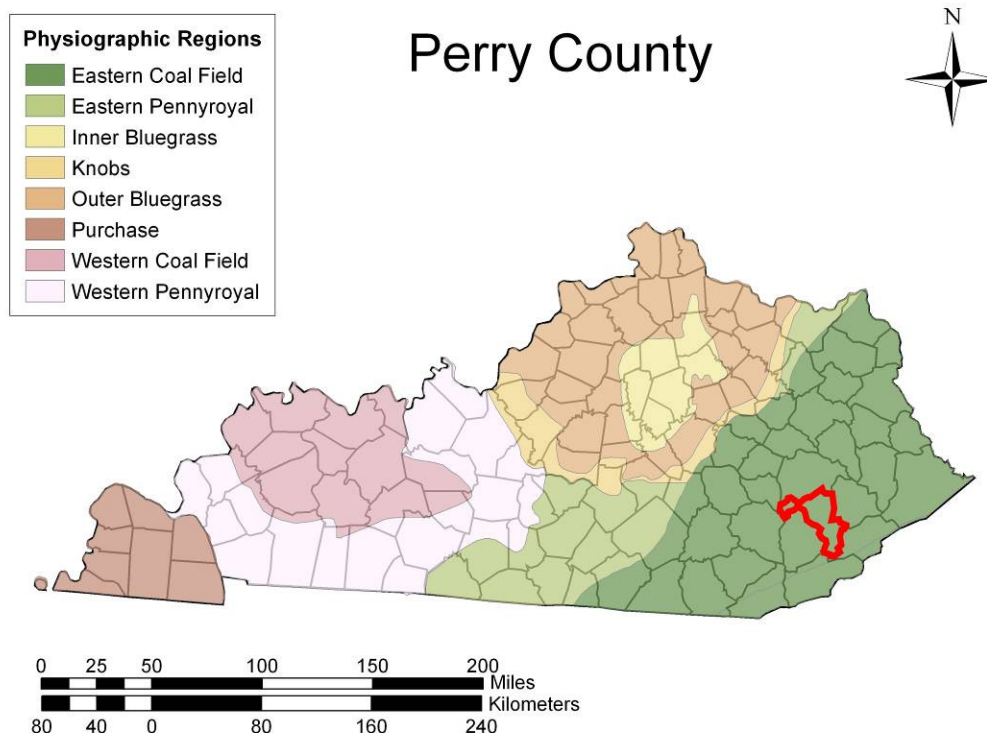 Perry County
N
Physiographic Regions
Eastern Coal Field
Eastern Pennyroyal
Inner Bluegrass
Knobs
Outer Bluegrass
Purchase
Western Coal Field
Western Pennyroyal
0 25 50 100 150 200
Miles
Kilometers
80 40 0 80 160 240